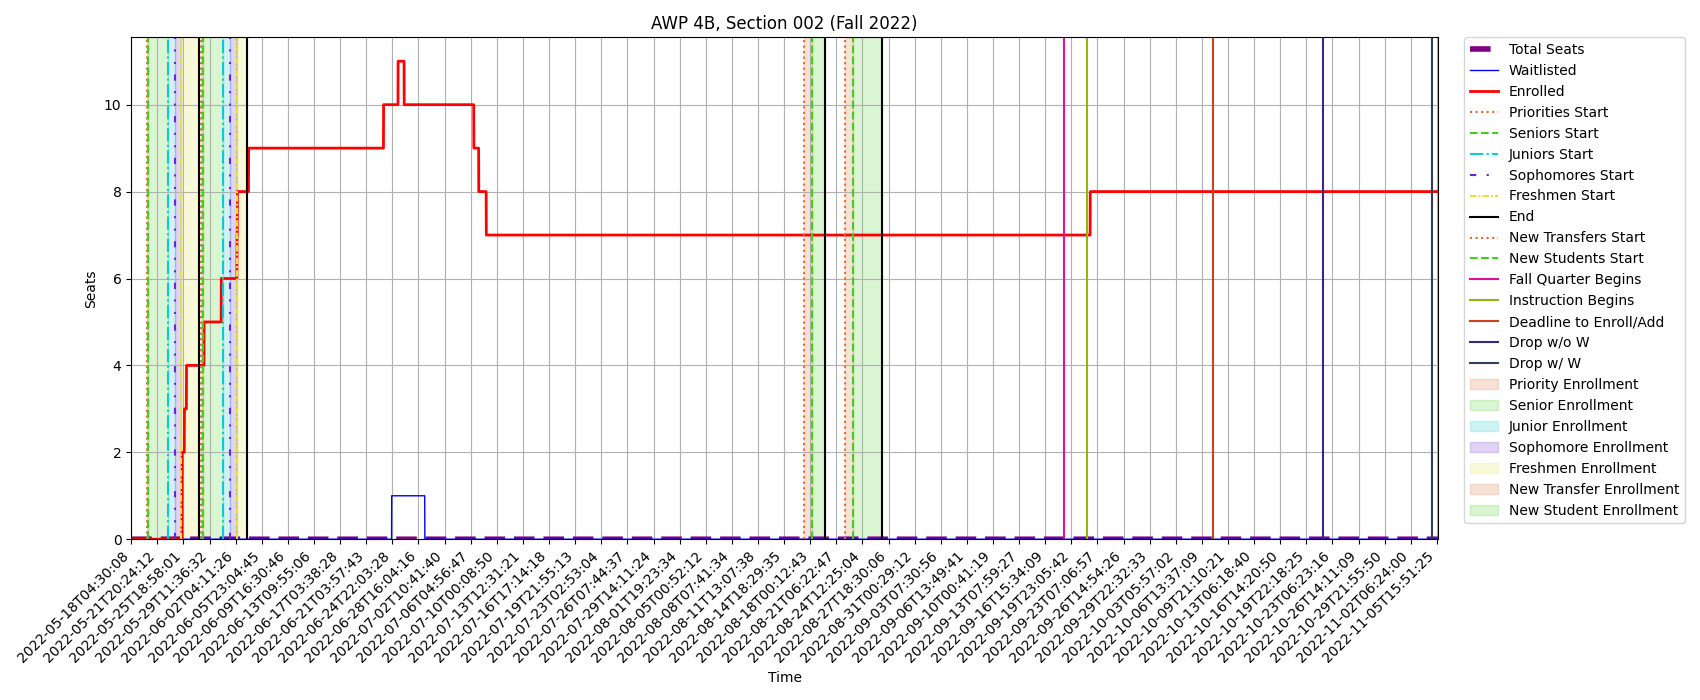 AWP 4B, Section 002 (Fall 2022)
Seats
10
8
6
4
2
0
2022-05-18T04:30:08
2022-05-21T20:24:12
2022-05-25T18:58:01
2022-05-29T11:36:32
2022-06-02T04:11:26
2022-06-05T23:04:45
2022-06-09T16:30:46
2022-06-13T09:55:06
2022-06-17T03:38:28
2022-06-21T03:57:43
2022-06-24T22:03:28
2022-06-28T16:04:16
2022-07-02T10:41:40
2022-07-06T04:56:47
2022-07-10T00:08:50
2022-07-13T12:31:21
2022-07-16T17:14:18
2022-07-19T21:55:13
2022-07-23T02:53:04
2022-07-26T07:44:37
2022-07-29T14:11:24
2022-08-01T19:23:34
2022-08-05T00:52:12
2022-08-08T07:41:34
2022-08-11T13:07:38
2022-08-14T18:29:35
2022-08-18T00:12:43
2022-08-21T06:22:47
2022-08-24T12:25:04
2022-08-27T18:30:06
2022-08-31T00:29:12
2022-09-03T07:30:56
2022-09-06T13:49:41
2022-09-10T00:41:19
2022-09-13T07:59:27
2022-09-16T15:34:09
2022-09-19T23:05:42
2022-09-23T07:06:57
2022-09-26T14:54:26
2022-09-29T22:32:33
2022-10-03T05:57:02
2022-10-06T13:37:09
2022-10-09T21:10:21
2022-10-13T06:18:40
2022-10-16T14:20:50
2022-10-19T22:18:25
2022-10-23T06:23:16
2022-10-26T14:11:09
2022-10-29T21:55:50
2022-11-02T06:24:00
2022-11-05T15:51:25
Time
Total Seats
Waitlisted
Enrolled
Priorities Start
Seniors Start
Juniors Start
Sophomores Start
Freshmen Start
End
New Transfers Start
New Students Start
Fall Quarter Begins
Instruction Begins
Deadline to Enroll/Add
Drop w/o W
Drop w/ W
Priority Enrollment
Senior Enrollment
Junior Enrollment
Sophomore Enrollment
Freshmen Enrollment
New Transfer Enrollment
New Student Enrollment